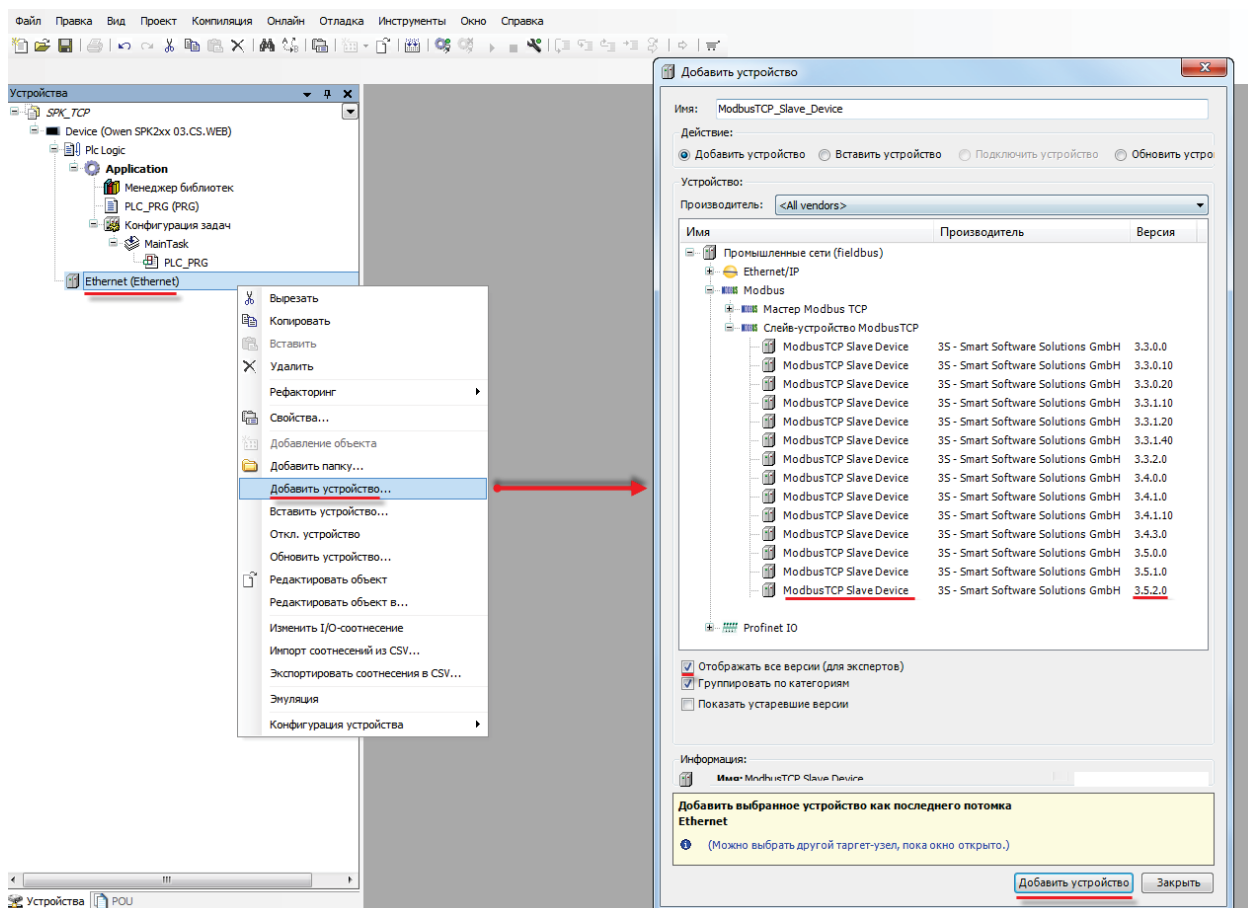 Файл Правка Вид Проект Компиляция Онлайн Отладка Инструменты Окно Справка
Устройства
SPK_TCP
Device (Owen SPK2xx 03.CS.WEB)
Plc Logic
Application
Менеджер библиотек
PLC_PRG (PRG)
Конфигурация задач
MainTask
PLC_PRG
Ethernet (Ethernet)
Вырезать
Копировать
Вставить
Удалить
Рефакторинг
Свойства...
Добавление объекта
Добавить папку...
Добавить устройство...
Вставить устройство...
Откл. устройство
Обновить устройство...
Редактировать объект
Редактировать объект в...
Изменить I/O-соотнесение
Импорт соотнесений из CSV...
Экспортировать соотнесения в CSV...
Эмуляция
Конфигурация устройства
Устройства POU
Добавить устройство
Имя: ModbusTCP_Slave_Device
Действие:
Добавить устройство Вставить устройство Подключить устройство Обновить устро
Устройство:
Производитель: <All vendors>
Имя Производитель Версия
Промышленные сети (fieldbus)
Ethernet/IP
Modbus
Мастер Modbus TCP
Слейв-устройство ModbusTCP
ModbusTCP Slave Device 3S - Smart Software Solutions GmbH 3.3.0.0
ModbusTCP Slave Device 3S - Smart Software Solutions GmbH 3.3.0.10
ModbusTCP Slave Device 3S - Smart Software Solutions GmbH 3.3.0.20
ModbusTCP Slave Device 3S - Smart Software Solutions GmbH 3.3.1.10
ModbusTCP Slave Device 3S - Smart Software Solutions GmbH 3.3.1.20
ModbusTCP Slave Device 3S - Smart Software Solutions GmbH 3.3.1.40
ModbusTCP Slave Device 3S - Smart Software Solutions GmbH 3.3.2.0
ModbusTCP Slave Device 3S - Smart Software Solutions GmbH 3.4.0.0
ModbusTCP Slave Device 3S - Smart Software Solutions GmbH 3.4.1.0
ModbusTCP Slave Device 3S - Smart Software Solutions GmbH 3.4.1.10
ModbusTCP Slave Device 3S - Smart Software Solutions GmbH 3.4.3.0
ModbusTCP Slave Device 3S - Smart Software Solutions GmbH 3.5.0.0
ModbusTCP Slave Device 3S - Smart Software Solutions GmbH 3.5.1.0
ModbusTCP Slave Device 3S - Smart Software Solutions GmbH 3.5.2.0
Profinet IO
Отображать все версии (для экспертов)
Группировать по категориям
Показать устаревшие версии
Информация:
Имя: ModbusTCP Slave Device
Добавить выбранное устройство как последнего потомка
Ethernet
(Можно выбрать другой таргет-узел, пока окно открыто.)
Добавить устройство Закрыть